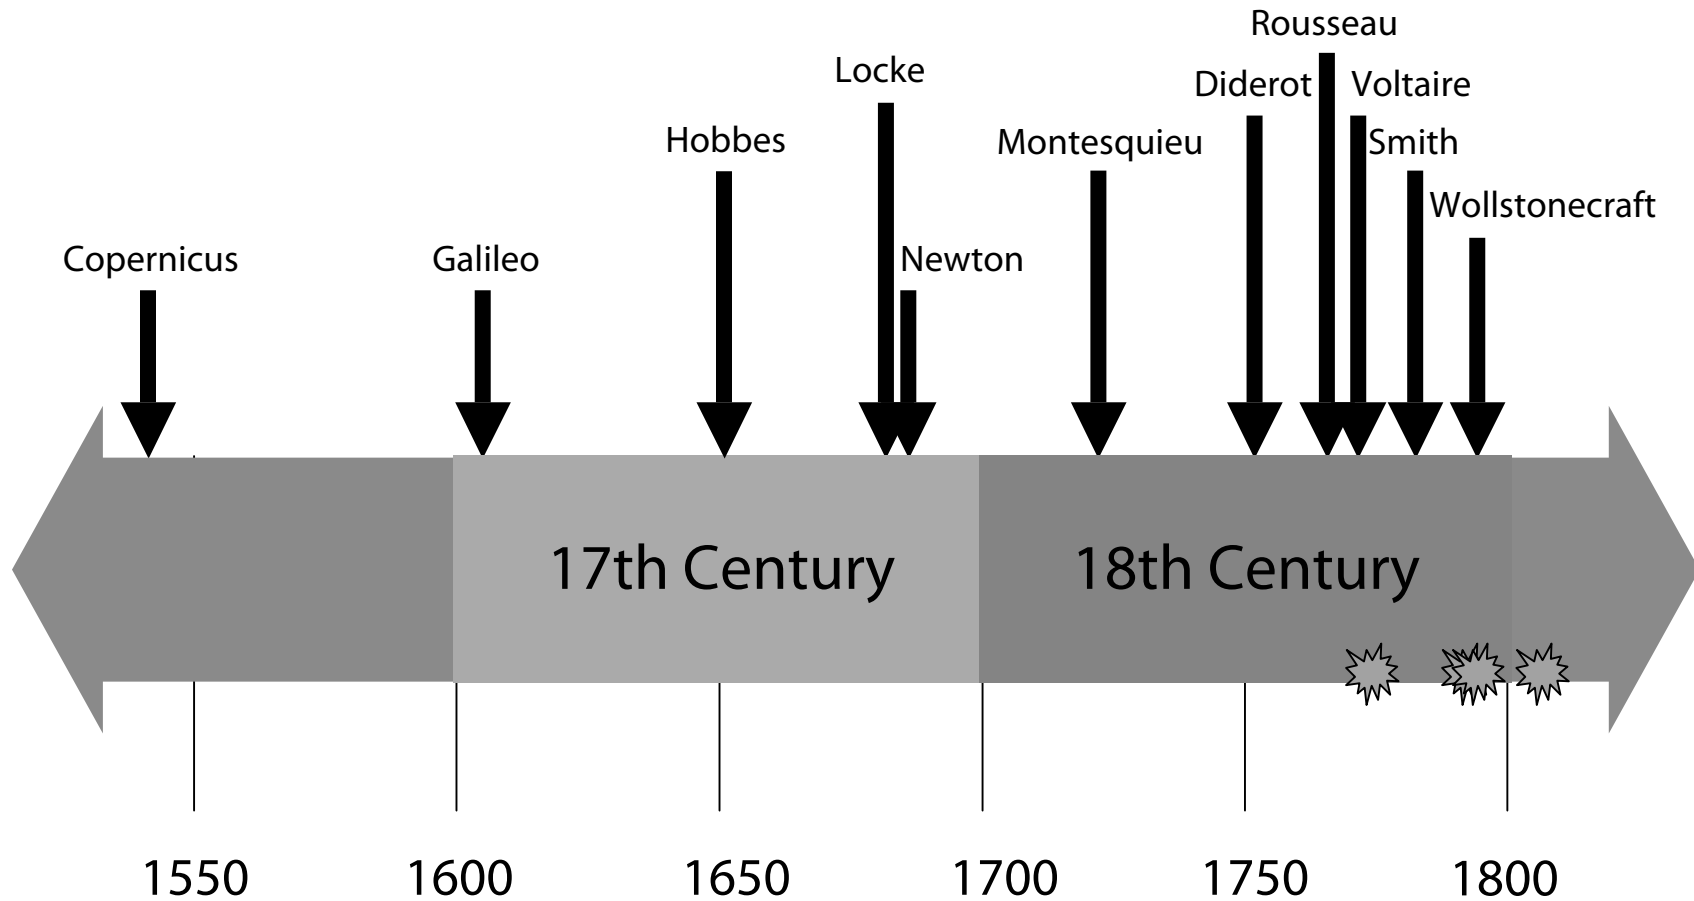 Rousseau
Locke
Diderot
Voltaire
Hobbes
Montesquieu
Smith
Wollstonecraft
Copernicus
Galileo
Newton
17th Century
18th Century
1550
1600
1650
1700
1750
1800